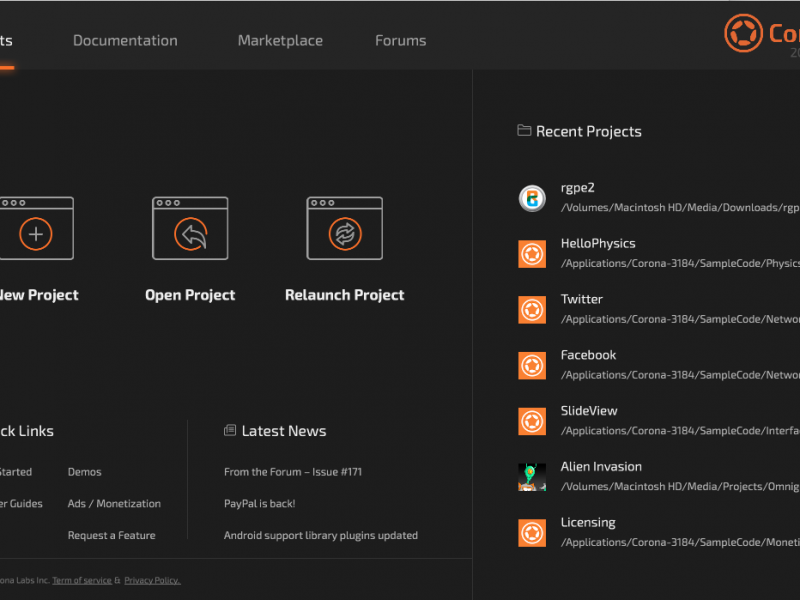 ts
Documentation
Marketplace
Forums
Cor
20
New Project
Open Project
Relaunch Project
ck Links
Started
Demos
er Guides
Ads / Monetization
Request a Feature
Latest News
From the Forum – Issue #171
PayPal is back!
Android support library plugins updated
ona Labs Inc. Term of service & Privacy Policy.
Recent Projects
rgpe2
/Volumes/Macintosh HD/Media/Downloads/rgp
HelloPhysics
/Applications/Corona-3184/SampleCode/Physics
Twitter
/Applications/Corona-3184/SampleCode/Networ
Facebook
/Applications/Corona-3184/SampleCode/Networ
SlideView
/Applications/Corona-3184/SampleCode/Interfa
Alien Invasion
/Volumes/Macintosh HD/Media/Projects/Omnig
Licensing
/Applications/Corona-3184/SampleCode/Moneti